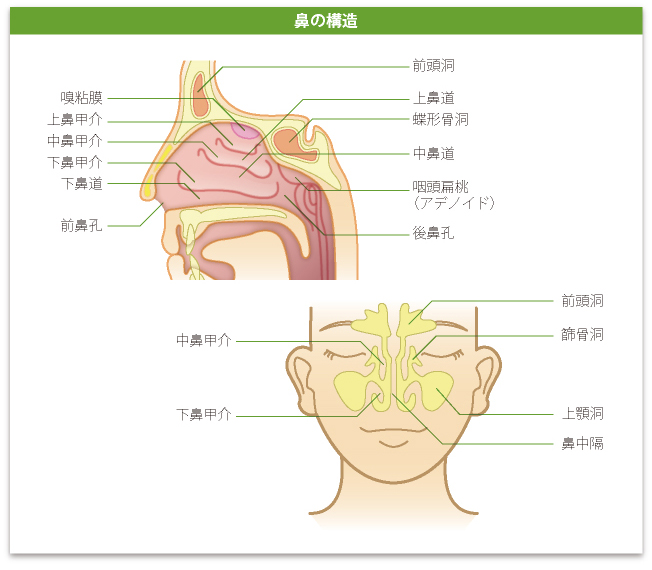 鼻の構造
前頭洞
嗅粘膜
上鼻道
上鼻甲介
蝶形骨洞
中鼻甲介
中鼻道
下鼻甲介
下鼻道
咽頭扁桃
（アデノイド）
前鼻孔
後鼻孔
前頭洞
中鼻甲介
篩骨洞
下鼻甲介
上顎洞
鼻中隔